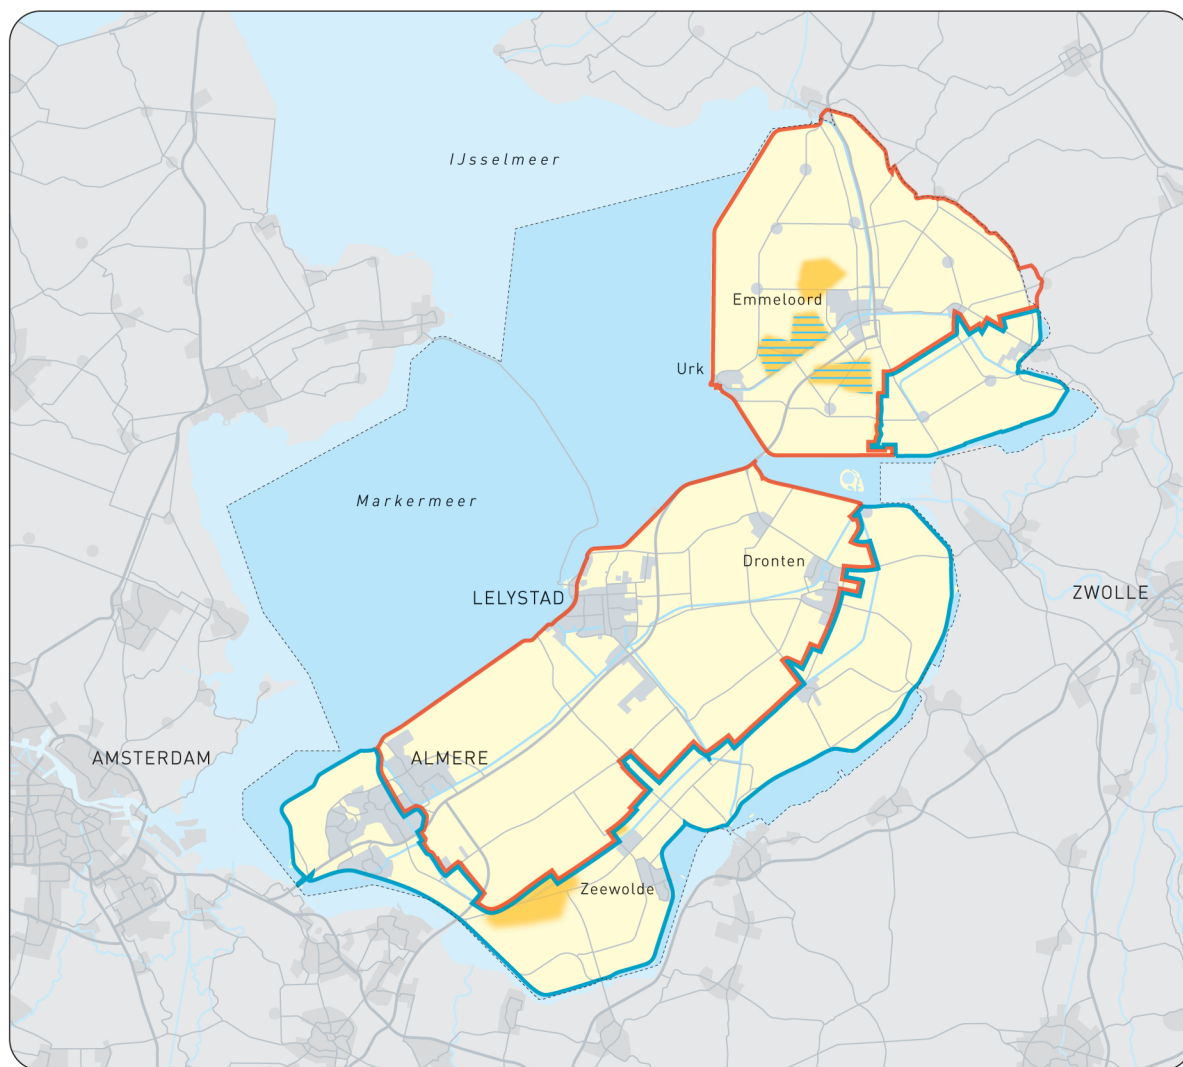 IJsselmeer
Emmeloord
Urk
Markermeer
Dronten
LELYSTAD
ZWOLLE
AMSTERDAM
ALMERE
Zeewolde